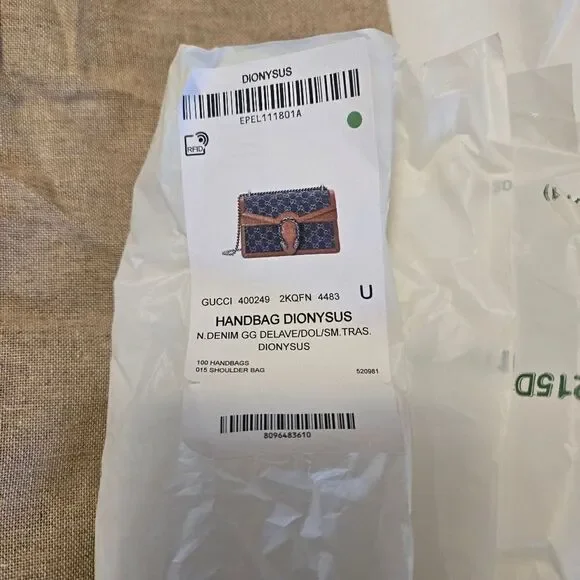 DIONYSUS
EPEL111801A
RFID
GUCCI 400249 2KQFN 4483 U
HANDBAG DIONYSUS
N.DENIM GG DELAVE/DOL/SM.TRAS.
DIONYSUS
100 HANDBAGS
015 SHOULDER BAG 520981
8096483610
215D